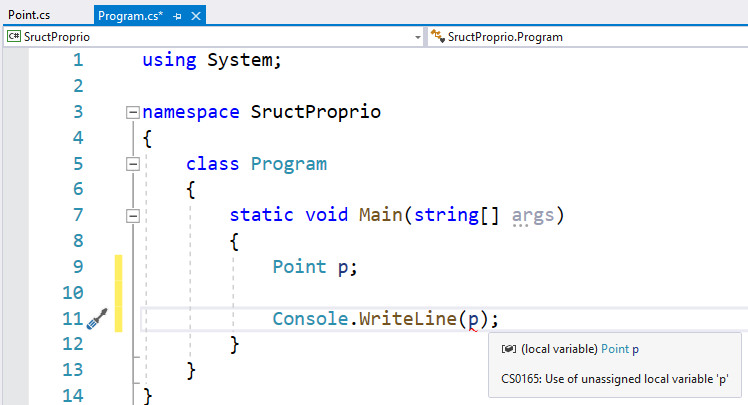 Point.cs Program.cs*
C# SructProprio SructProprio.Program
1 using System;
2
3 namespace SructProprio
4 {
5 class Program
6 {
7 static void Main(string[] args)
8 {
9 Point p;
10
11 Console.WriteLine(p);
12 }
13 }
14 }
(local variable) Point p
CS0165: Use of unassigned local variable 'p'